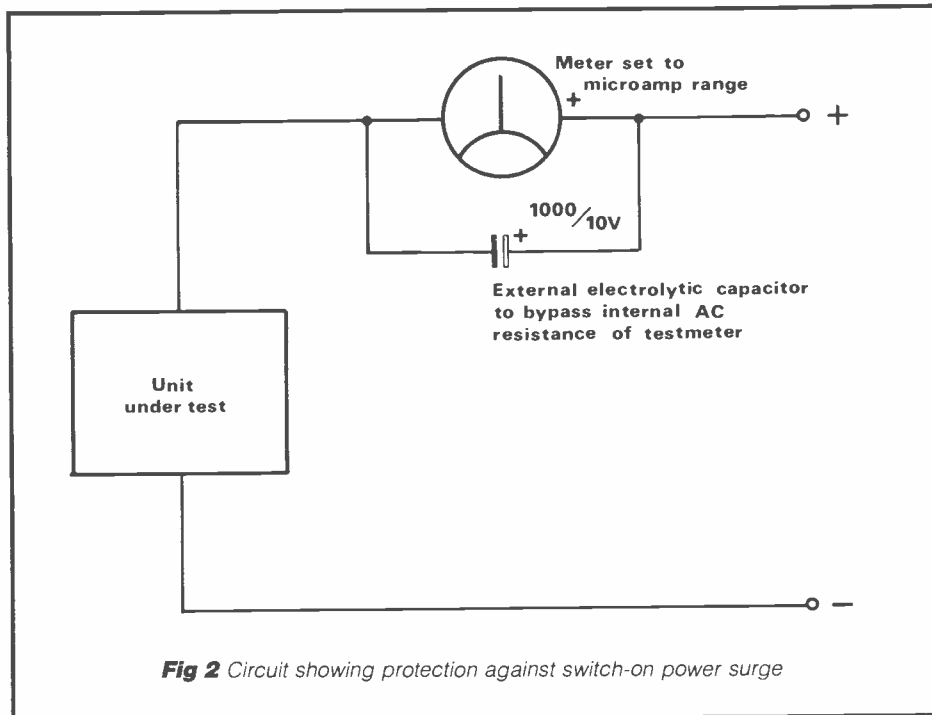 Meter set to
+ microamp range
+
1000/10V
+
External electrolytic capacitor
to bypass internal AC
resistance of testmeter
Unit
under test
−
Fig 2 Circuit showing protection against switch-on power surge